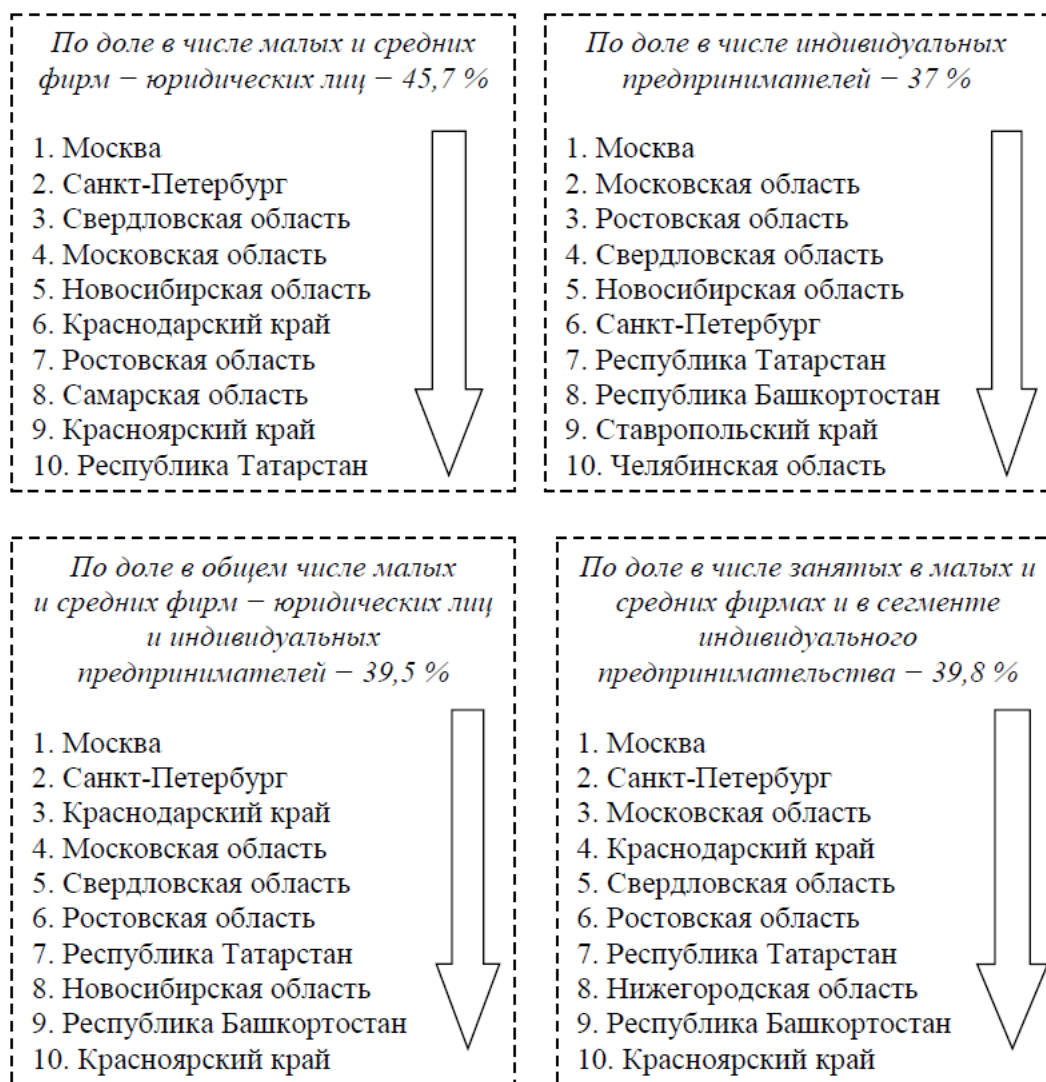 По доле в числе малых и средних
фирм − юридических лиц − 45,7 %
1. Москва
2. Санкт-Петербург
3. Свердловская область
4. Московская область
5. Новосибирская область
6. Краснодарский край
7. Ростовская область
8. Самарская область
9. Красноярский край
10. Республика Татарстан
По доле в числе индивидуальных
предпринимателей − 37 %
1. Москва
2. Московская область
3. Ростовская область
4. Свердловская область
5. Новосибирская область
6. Санкт-Петербург
7. Республика Татарстан
8. Республика Башкортостан
9. Ставропольский край
10. Челябинская область
По доле в общем числе малых
и средних фирм − юридических лиц
и индивидуальных
предпринимателей − 39,5 %
1. Москва
2. Санкт-Петербург
3. Краснодарский край
4. Московская область
5. Свердловская область
6. Ростовская область
7. Республика Татарстан
8. Новосибирская область
9. Республика Башкортостан
10. Красноярский край
По доле в числе занятых в малых и
средних фирмах и в сегменте
индивидуального
предпринимательства − 39,8 %
1. Москва
2. Санкт-Петербург
3. Московская область
4. Краснодарский край
5. Свердловская область
6. Ростовская область
7. Республика Татарстан
8. Нижегородская область
9. Республика Башкортостан
10. Красноярский край